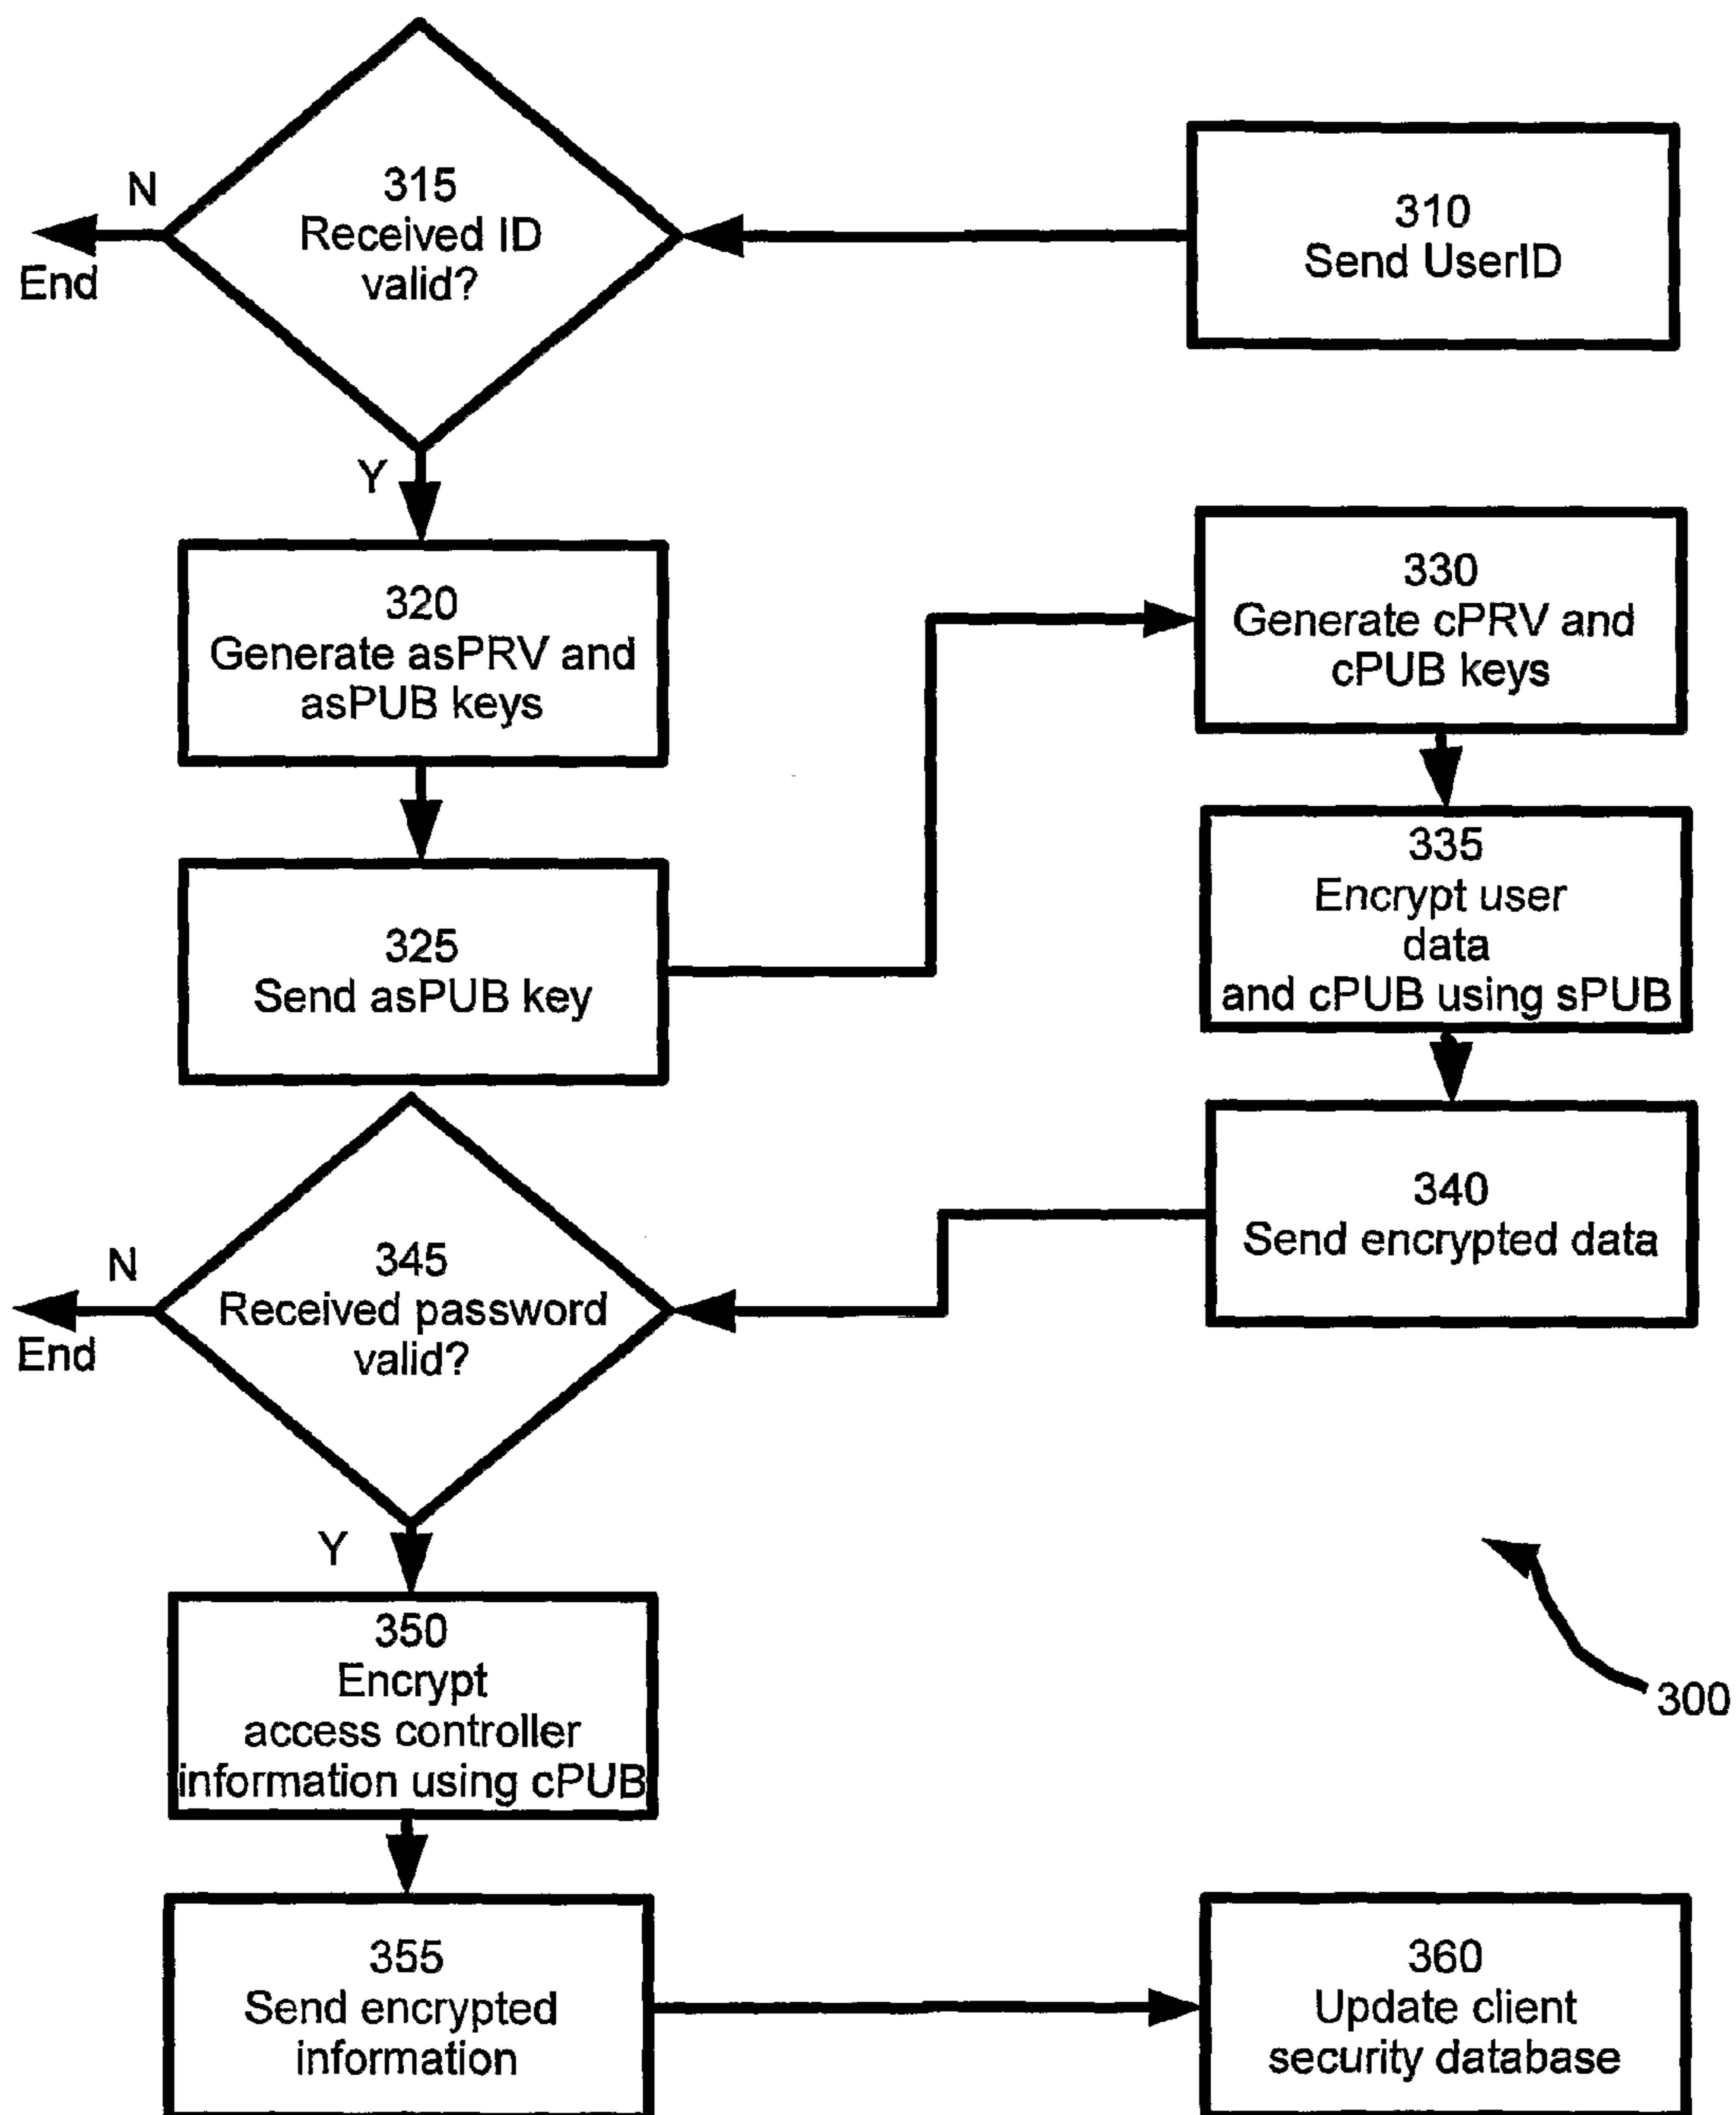 315
Received ID
valid?
N
End
310
Send UserID
Y
320
Generate asPRV and
asPUB keys
325
Send asPUB key
330
Generate cPRV and
cPUB keys
335
Encrypt user
data
and cPUB using sPUB
340
Send encrypted data
345
Received password
valid?
N
End
Y
350
Encrypt
access controller
information using cPUB
355
Send encrypted
information
360
Update client
security database
300